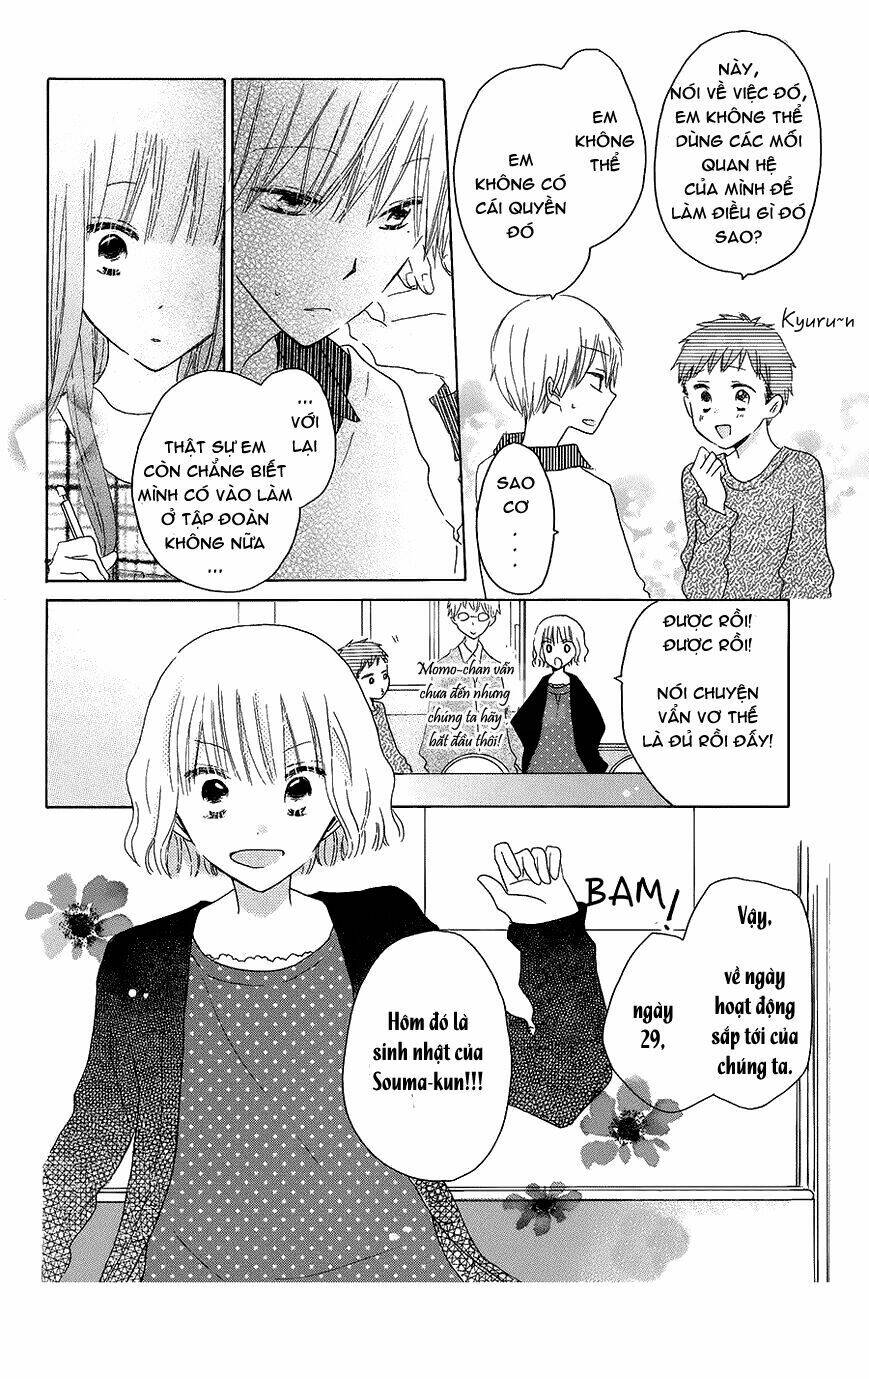 NÀY,
NÓI VỀ VIỆC ĐÓ,
EM KHÔNG THỂ
DÙNG CÁC MỐI
QUAN HỆ
CỦA MÌNH ĐỂ
LÀM ĐIỀU GÌ ĐÓ
SAO?
Kyuru~n
EM
KHÔNG
THỂ
EM
KHÔNG CÓ
CÁI QUYỀN
ĐÓ
SAO
CƠ
. . . .
...
VỚI
LẠI
THẬT SỰ EM
CÒN CHẲNG BIẾT
MÌNH CÓ VÀO LÀM
Ở TẬP ĐOÀN
KHÔNG NỮA
...
ĐƯỢC RỒI!
ĐƯỢC RỒI!
NÓI CHUYỆN
VẨN VƠ THẾ
LÀ ĐỦ RỒI ĐẤY!
Momo-chan vẫn
chưa đến nhưng
chúng ta hãy
bắt đầu thôi!
Vậy,
về ngày
hoạt động
sắp tới của
chúng ta.
ngày
29,
BAM!
Hôm đó là
sinh nhật của
Souma-kun!!!